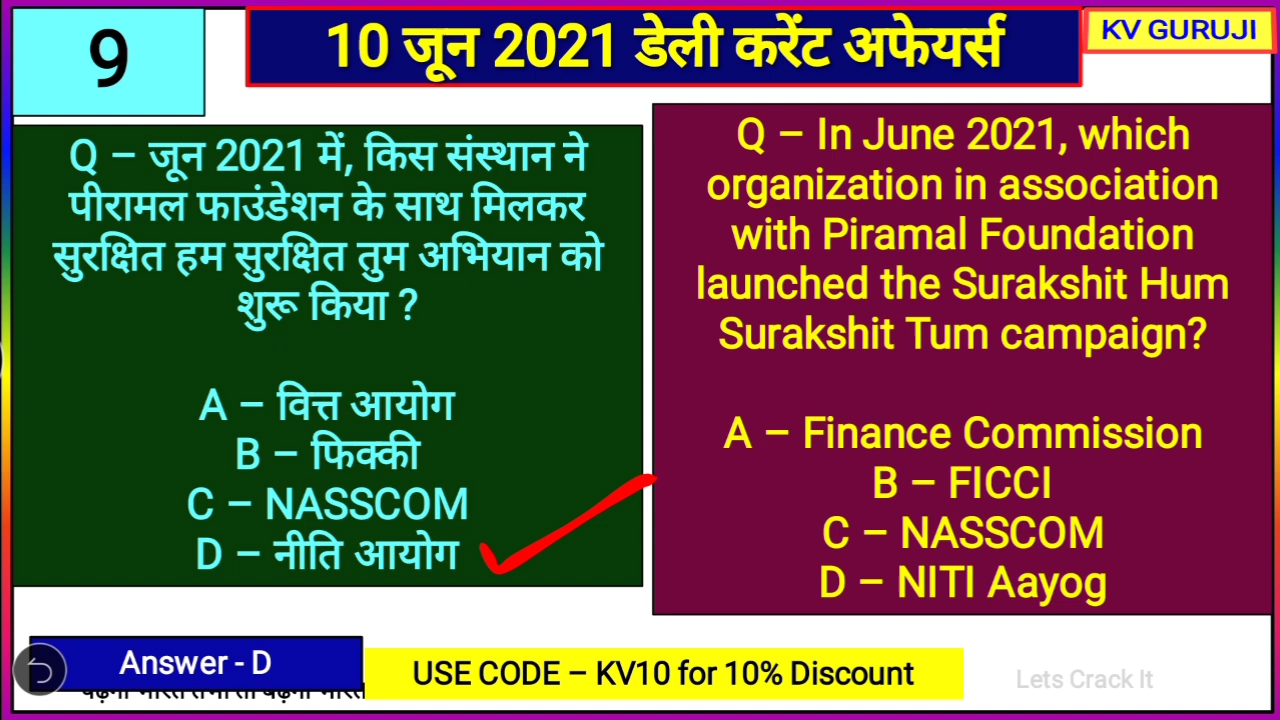 9
10 जून 2021 डेली करेंट अफेयर्स
KV GURUJI
Q – जून 2021 में, किस संस्थान ने
पीरामल फाउंडेशन के साथ मिलकर
सुरक्षित हम सुरक्षित तुम अभियान को
शुरू किया ?
A – वित्त आयोग
B – फिक्की
C – NASSCOM
D – नीति आयोग
Q – In June 2021, which
organization in association
with Piramal Foundation
launched the Surakshit Hum
Surakshit Tum campaign?
A – Finance Commission
B – FICCI
C – NASSCOM
D – NITI Aayog
Answer - D
USE CODE – KV10 for 10% Discount
Lets Crack It